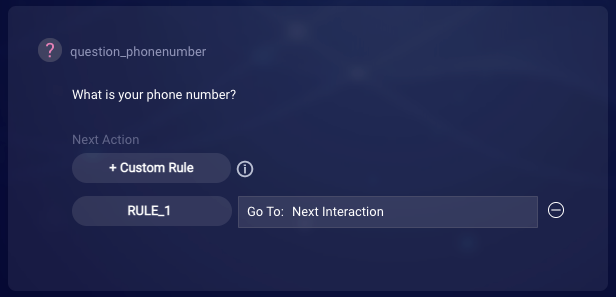 ? question_phonenumber
What is your phone number?
Next Action
+ Custom Rule
RULE_1 Go To: Next Interaction